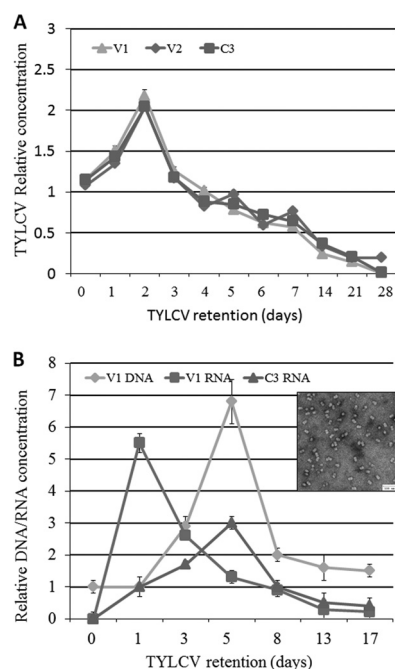 A
TYLCV Relative concentration
3
2.5
2
1.5
1
0.5
0
V1 V2 C3
0 1 2 3 4 5 6 7 14 21 28
TYLCV retention (days)
B
Relative DNA/RNA concentration
8
7
6
5
4
3
2
1
0
V1 DNA V1 RNA C3 RNA
0 1 3 5 8 13 17
TYLCV retention (days)